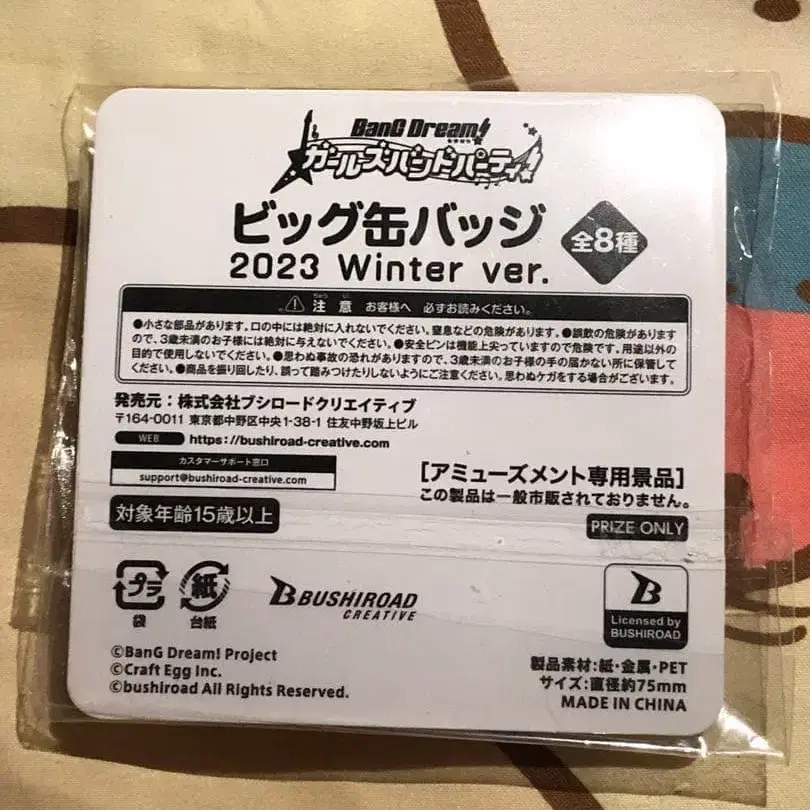 BanG Dream!
ガールズバンドパーティ!
ビッグ缶バッジ
全8種
2023 Winter ver.
注意 お客様へ 必ずお読みください。
●小さな部品があります。口の中には絶対に入れないでください。窒息などの危険があります。●誤飲の危険があります
ので、3歳未満のお子様には絶対に与えないでください。●安全ピンは機能上尖っていますので危険です。用途以外の
目的で使用しないでください。●思わぬ事故の恐れがありますので、3歳未満のお子様の手の届かない所に保管して
ください。●商品を振り回したり、誤って踏みつけたりしないようにご注意ください。思わぬケガをする場合がございます。
発売元:株式会社ブシロードクリエイティブ
〒164-0011 東京都中野区中央1-38-1 住友中野坂上ビル
WEB https://bushiroad-creative.com
カスタマーサポート窓口
support@bushiroad-creative.com
[アミューズメント専用景品]
この製品は一般市販されておりません。
対象年齢15歳以上
PRIZE ONLY
プラ
袋
紙
台紙
BUSHIROAD
CREATIVE
B
Licensed by
BUSHIROAD
©BanG Dream! Project
©Craft Egg Inc.
©bushiroad All Rights Reserved.
製品素材:紙・金属・PET
サイズ:直径約75mm
MADE IN CHINA